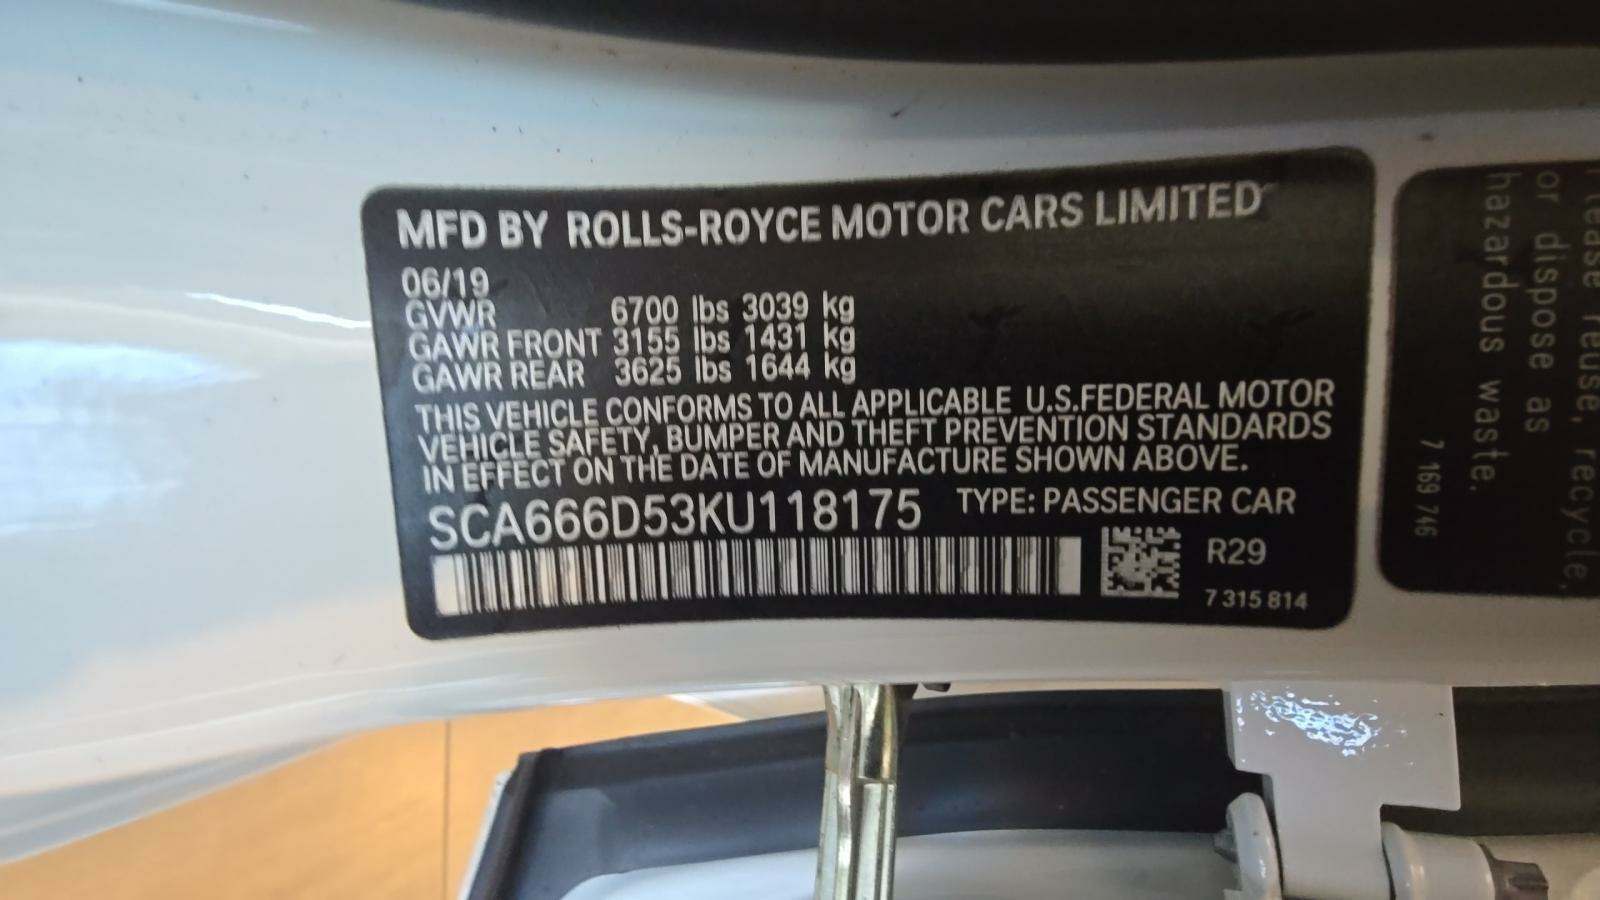 MFD BY ROLLS-ROYCE MOTOR CARS LIMITED
06/19
GVWR 6700 lbs 3039 kg
GAWR FRONT 3155 lbs 1431 kg
GAWR REAR 3625 lbs 1644 kg
THIS VEHICLE CONFORMS TO ALL APPLICABLE U.S.FEDERAL MOTOR
VEHICLE SAFETY, BUMPER AND THEFT PREVENTION STANDARDS
IN EFFECT ON THE DATE OF MANUFACTURE SHOWN ABOVE.
SCA666D53KU118175 TYPE: PASSENGER CAR
R29
7 315 814
Please reuse, recycle,
or dispose as
hazardous waste.
7 169 746